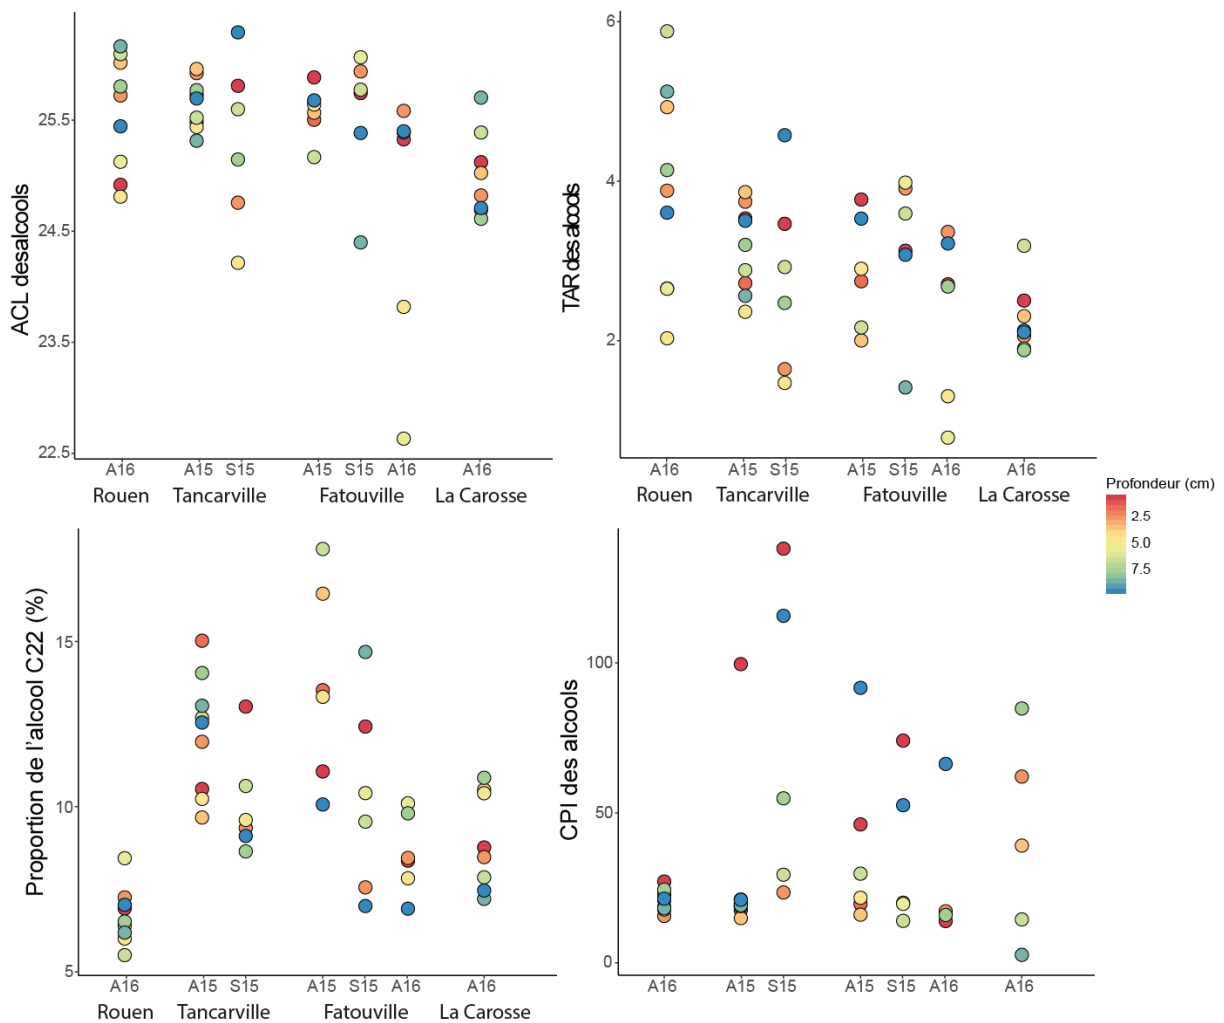 ACL desalcools
25.5
24.5
23.5
22.5
A16 A15 S15 A15 S15 A16 A16
Rouen Tancarville Fatouville La Carosse
TAR desalcools
6
4
2
A16 A15 S15 A15 S15 A16 A16
Rouen Tancarville Fatouville La Carosse
Profondeur (cm)
2.5
5.0
7.5
Proportion de l'alcool C22 (%)
15
10
5
A16 A15 S15 A15 S15 A16 A16
Rouen Tancarville Fatouville La Carosse
CPI des alcools
100
50
0
A16 A15 S15 A15 S15 A16 A16